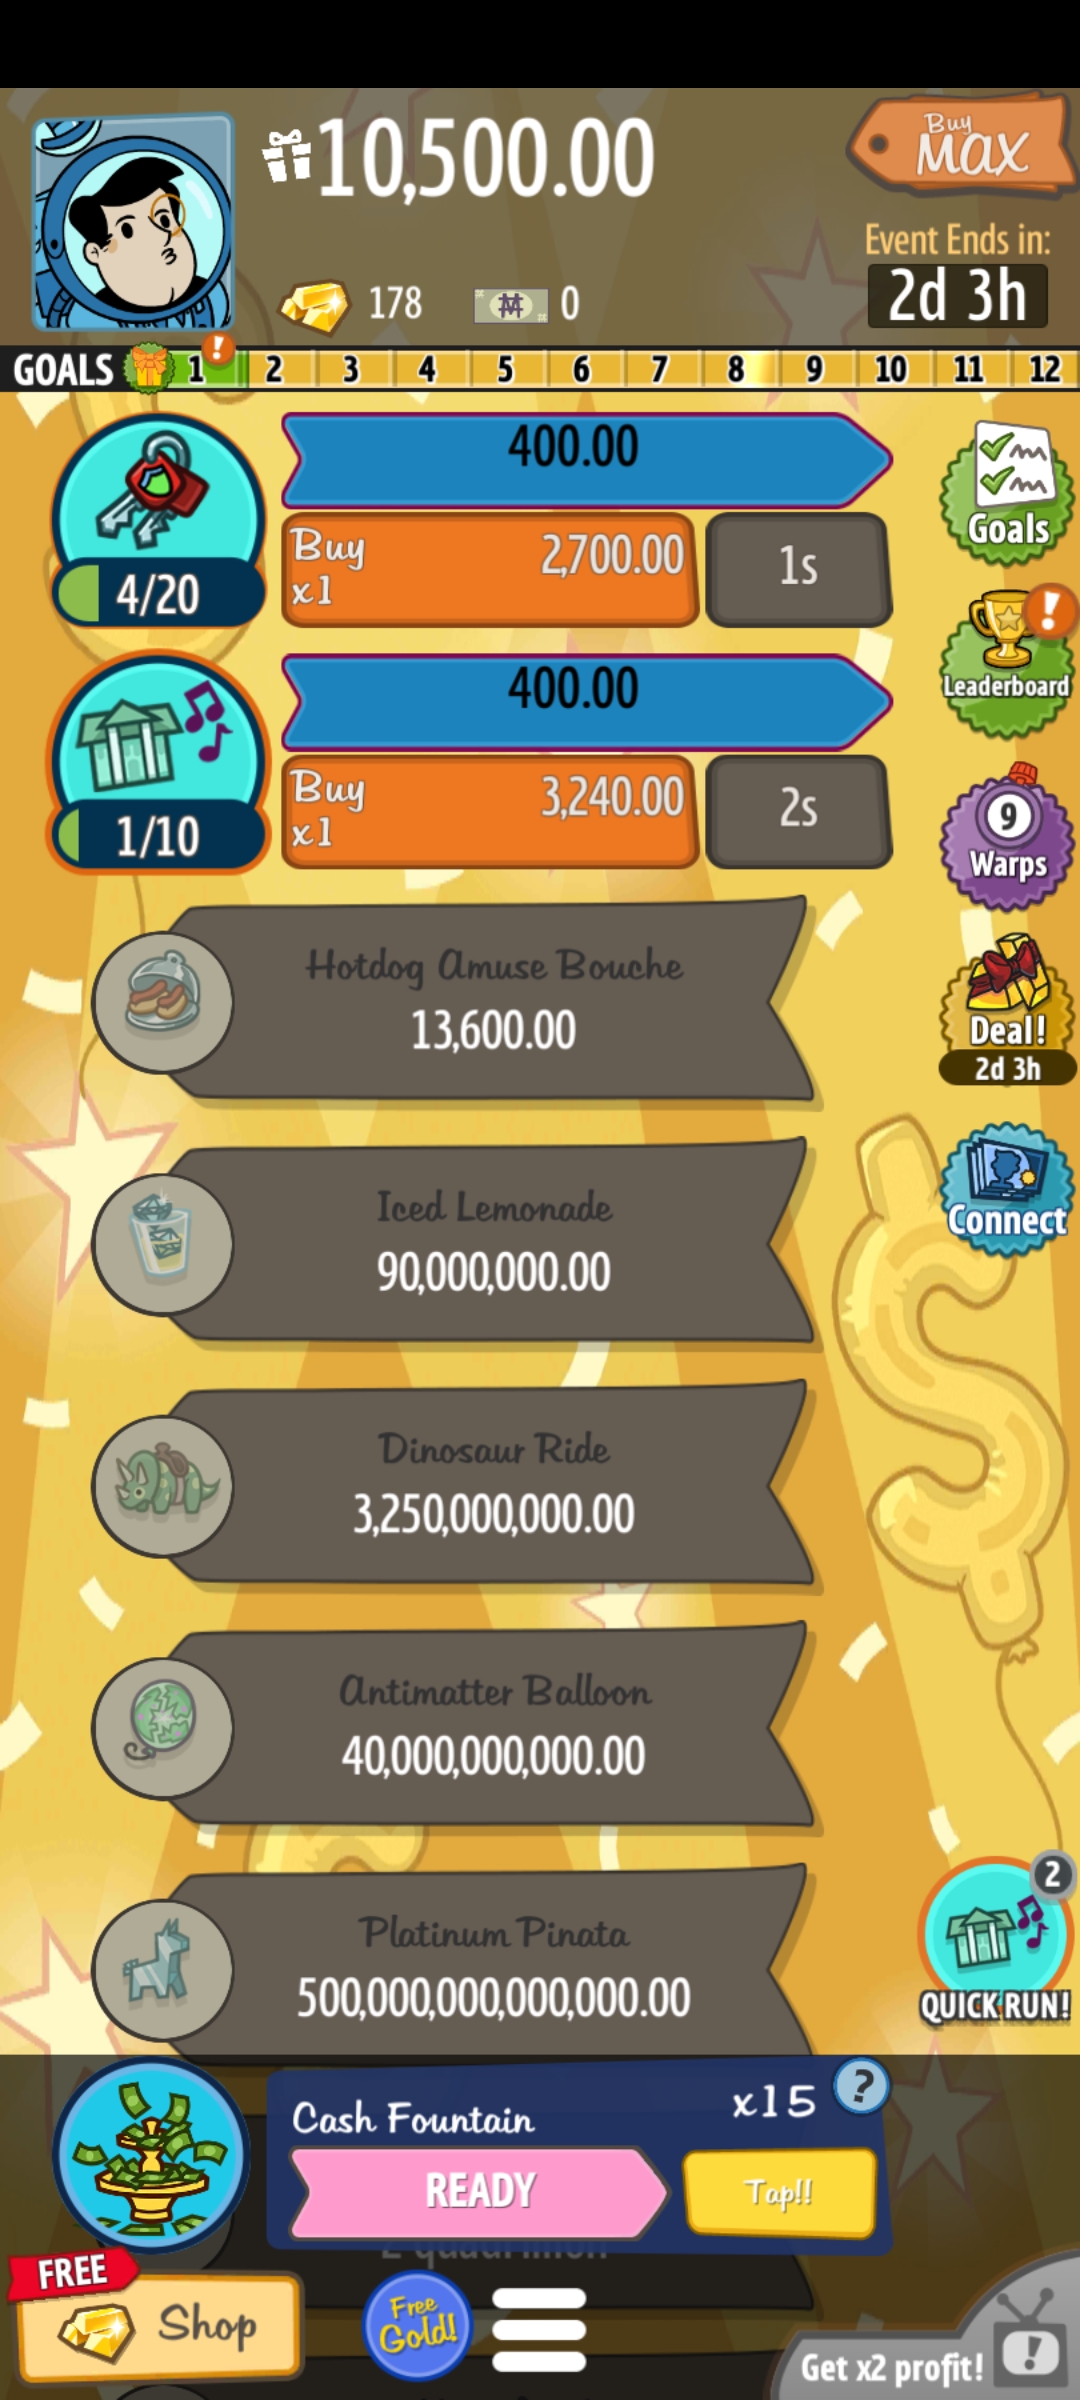 10,500.00
Buy
MAX
Event Ends in:
2d 3h
178
0
GOALS 1 ! 2 3 4 5 6 7 8 9 10 11 12
400.00
Buy
x1
2,700.00
1s
4/20
Goals
!
Leaderboard
400.00
Buy
x1
3,240.00
2s
1/10
9
Warps
Hotdog Amuse Bouche
13,600.00
Deal!
2d 3h
Iced Lemonade
90,000,000.00
Connect
Dinosaur Ride
3,250,000,000.00
Antimatter Balloon
40,000,000,000.00
Platinum Pinata
500,000,000,000,000.00
2
QUICK RUN!
Cash Fountain
x15
?
READY
Tap!!
FREE
Shop
Free
Gold!
Get x2 profit!
!